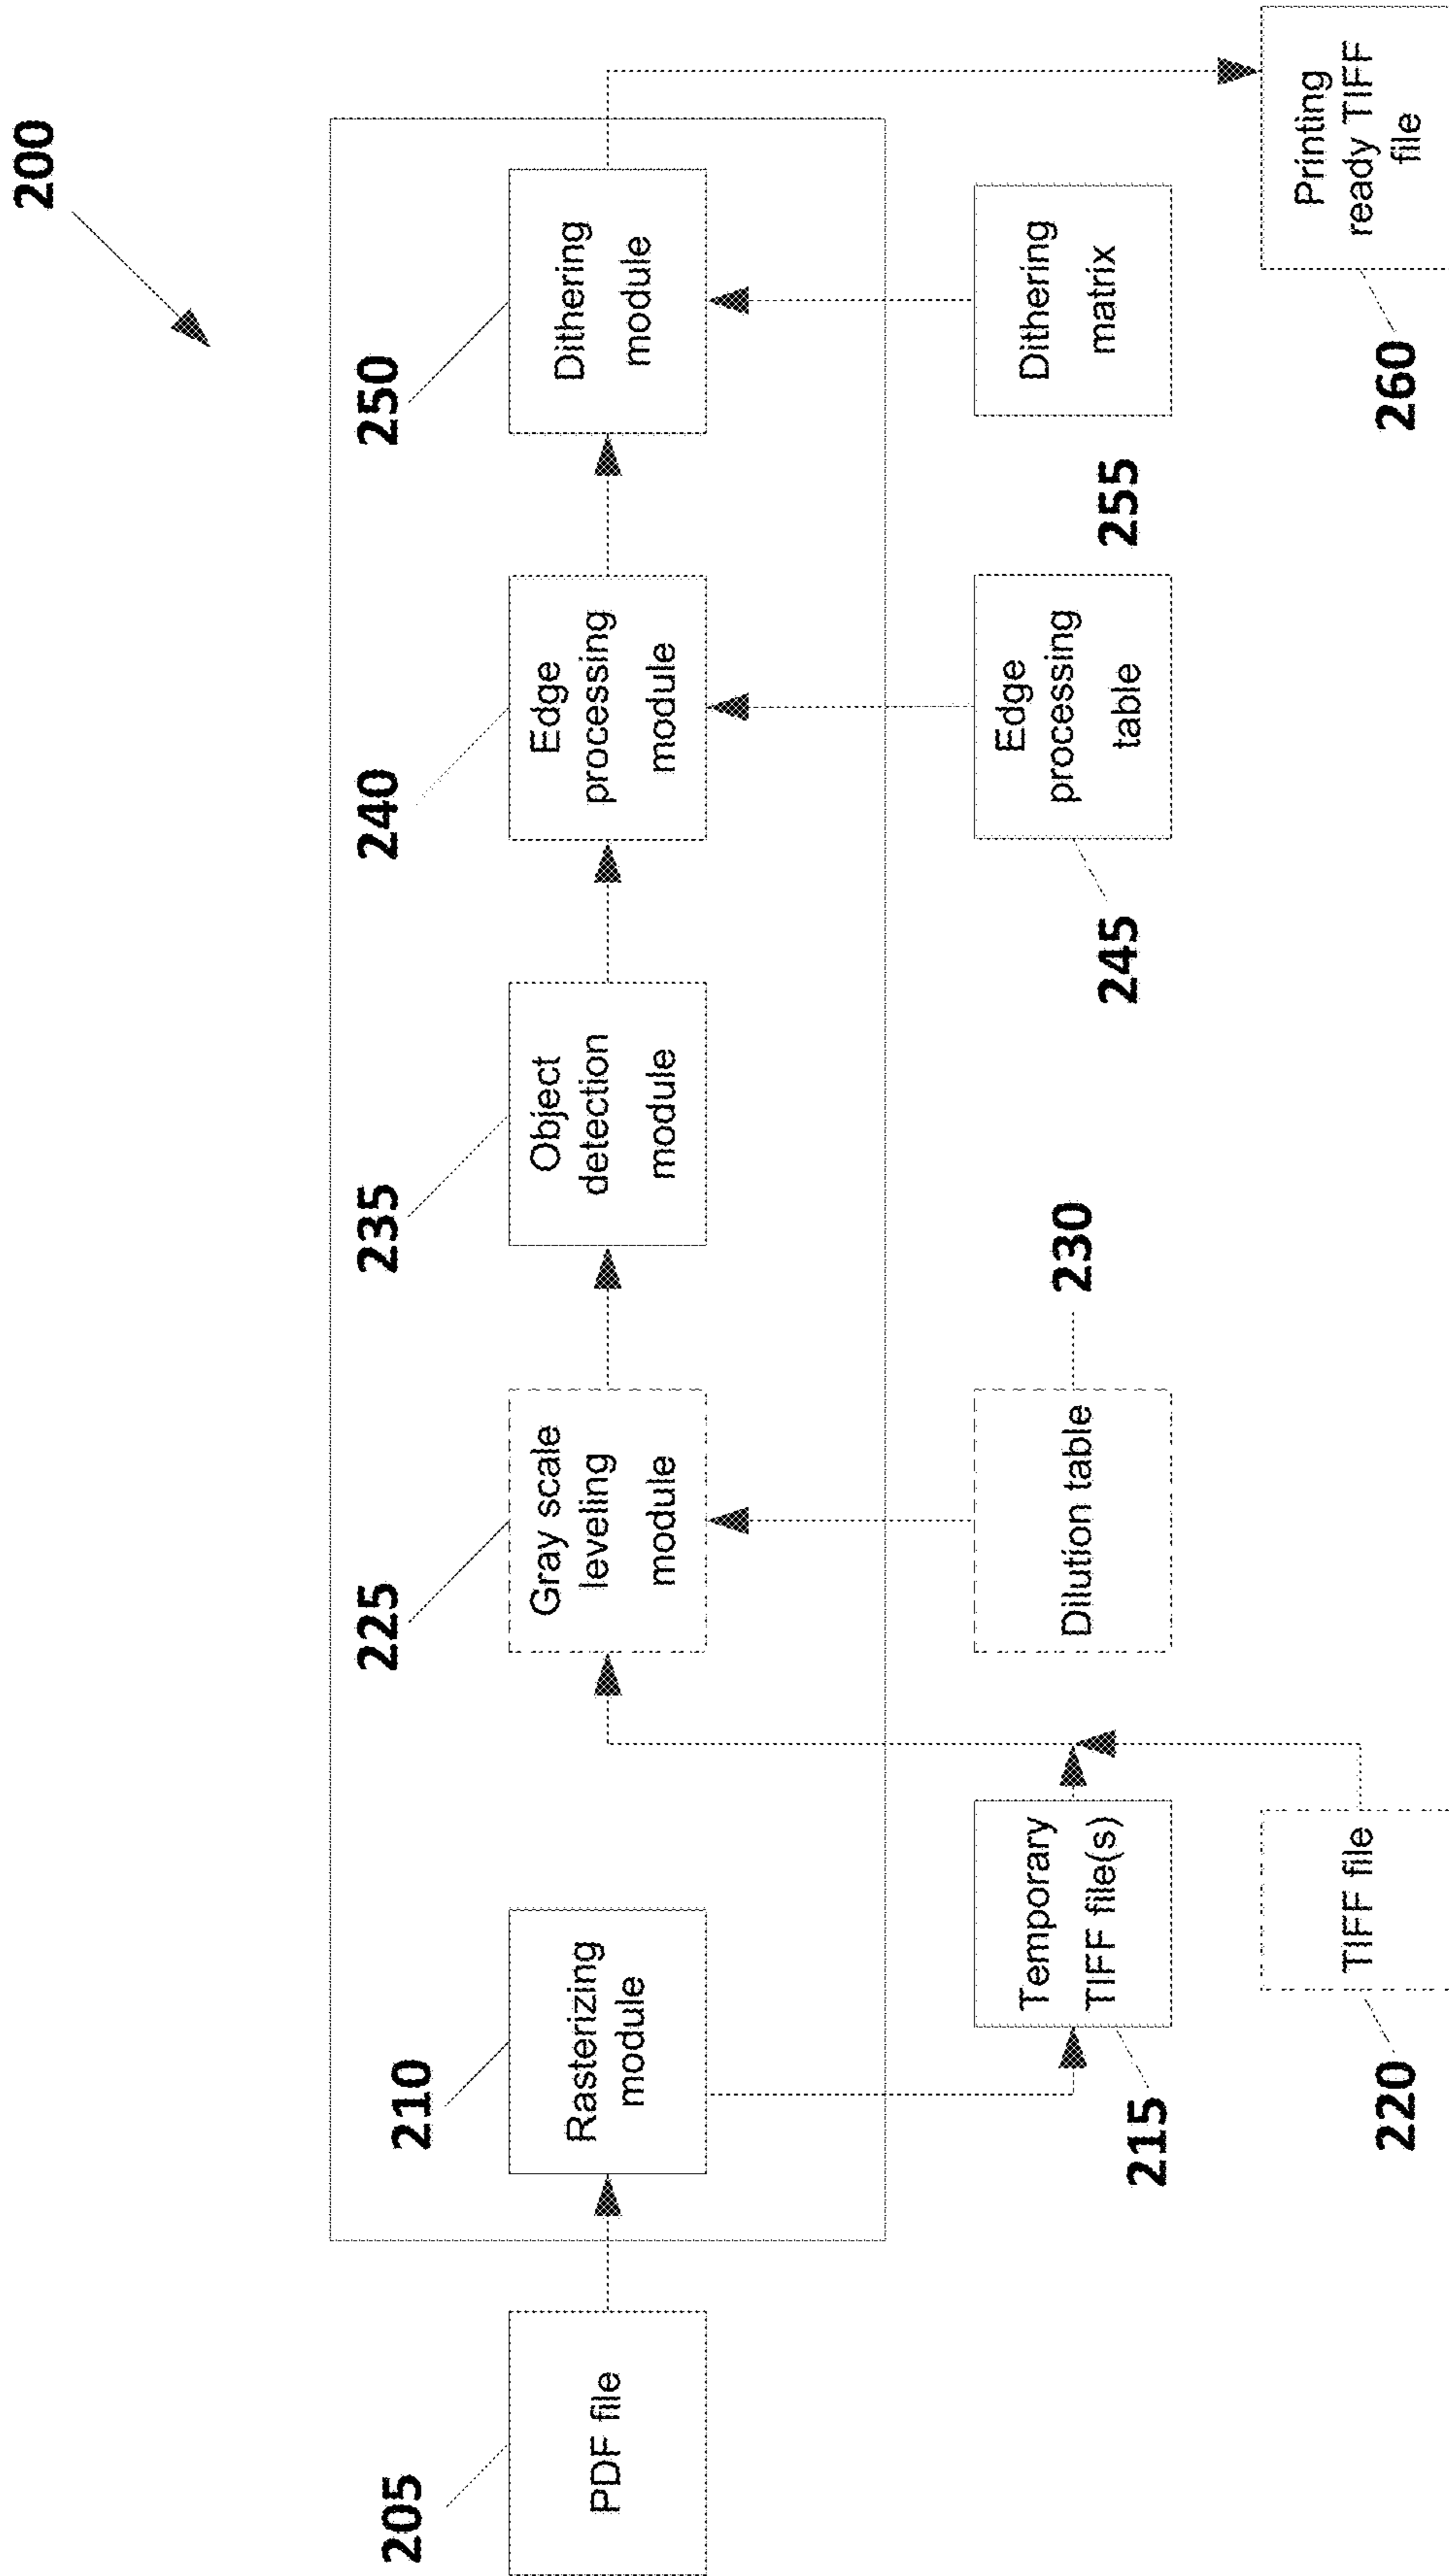 200
205
PDF file
210
Rasterizing
module
215
Temporary
TIFF file(s)
220
TIFF file
225
Gray scale
leveling
module
230
Dilution table
235
Object
detection
module
240
Edge
processing
module
245
Edge
processing
table
250
Dithering
module
255
Dithering
matrix
260
Printing
ready TIFF
file